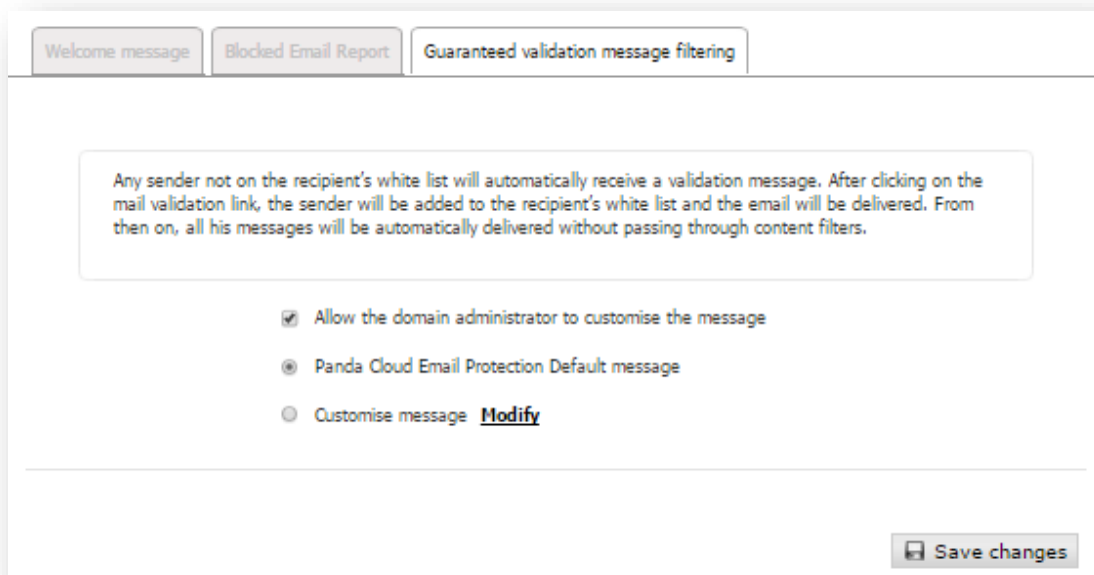 Welcome message
Blocked Email Report
Guaranteed validation message filtering
Any sender not on the recipient's white list will automatically receive a validation message. After clicking on the
mail validation link, the sender will be added to the recipient's white list and the email will be delivered. From
then on, all his messages will be automatically delivered without passing through content filters.
Allow the domain administrator to customise the message
Panda Cloud Email Protection Default message
Customise message Modify
Save changes